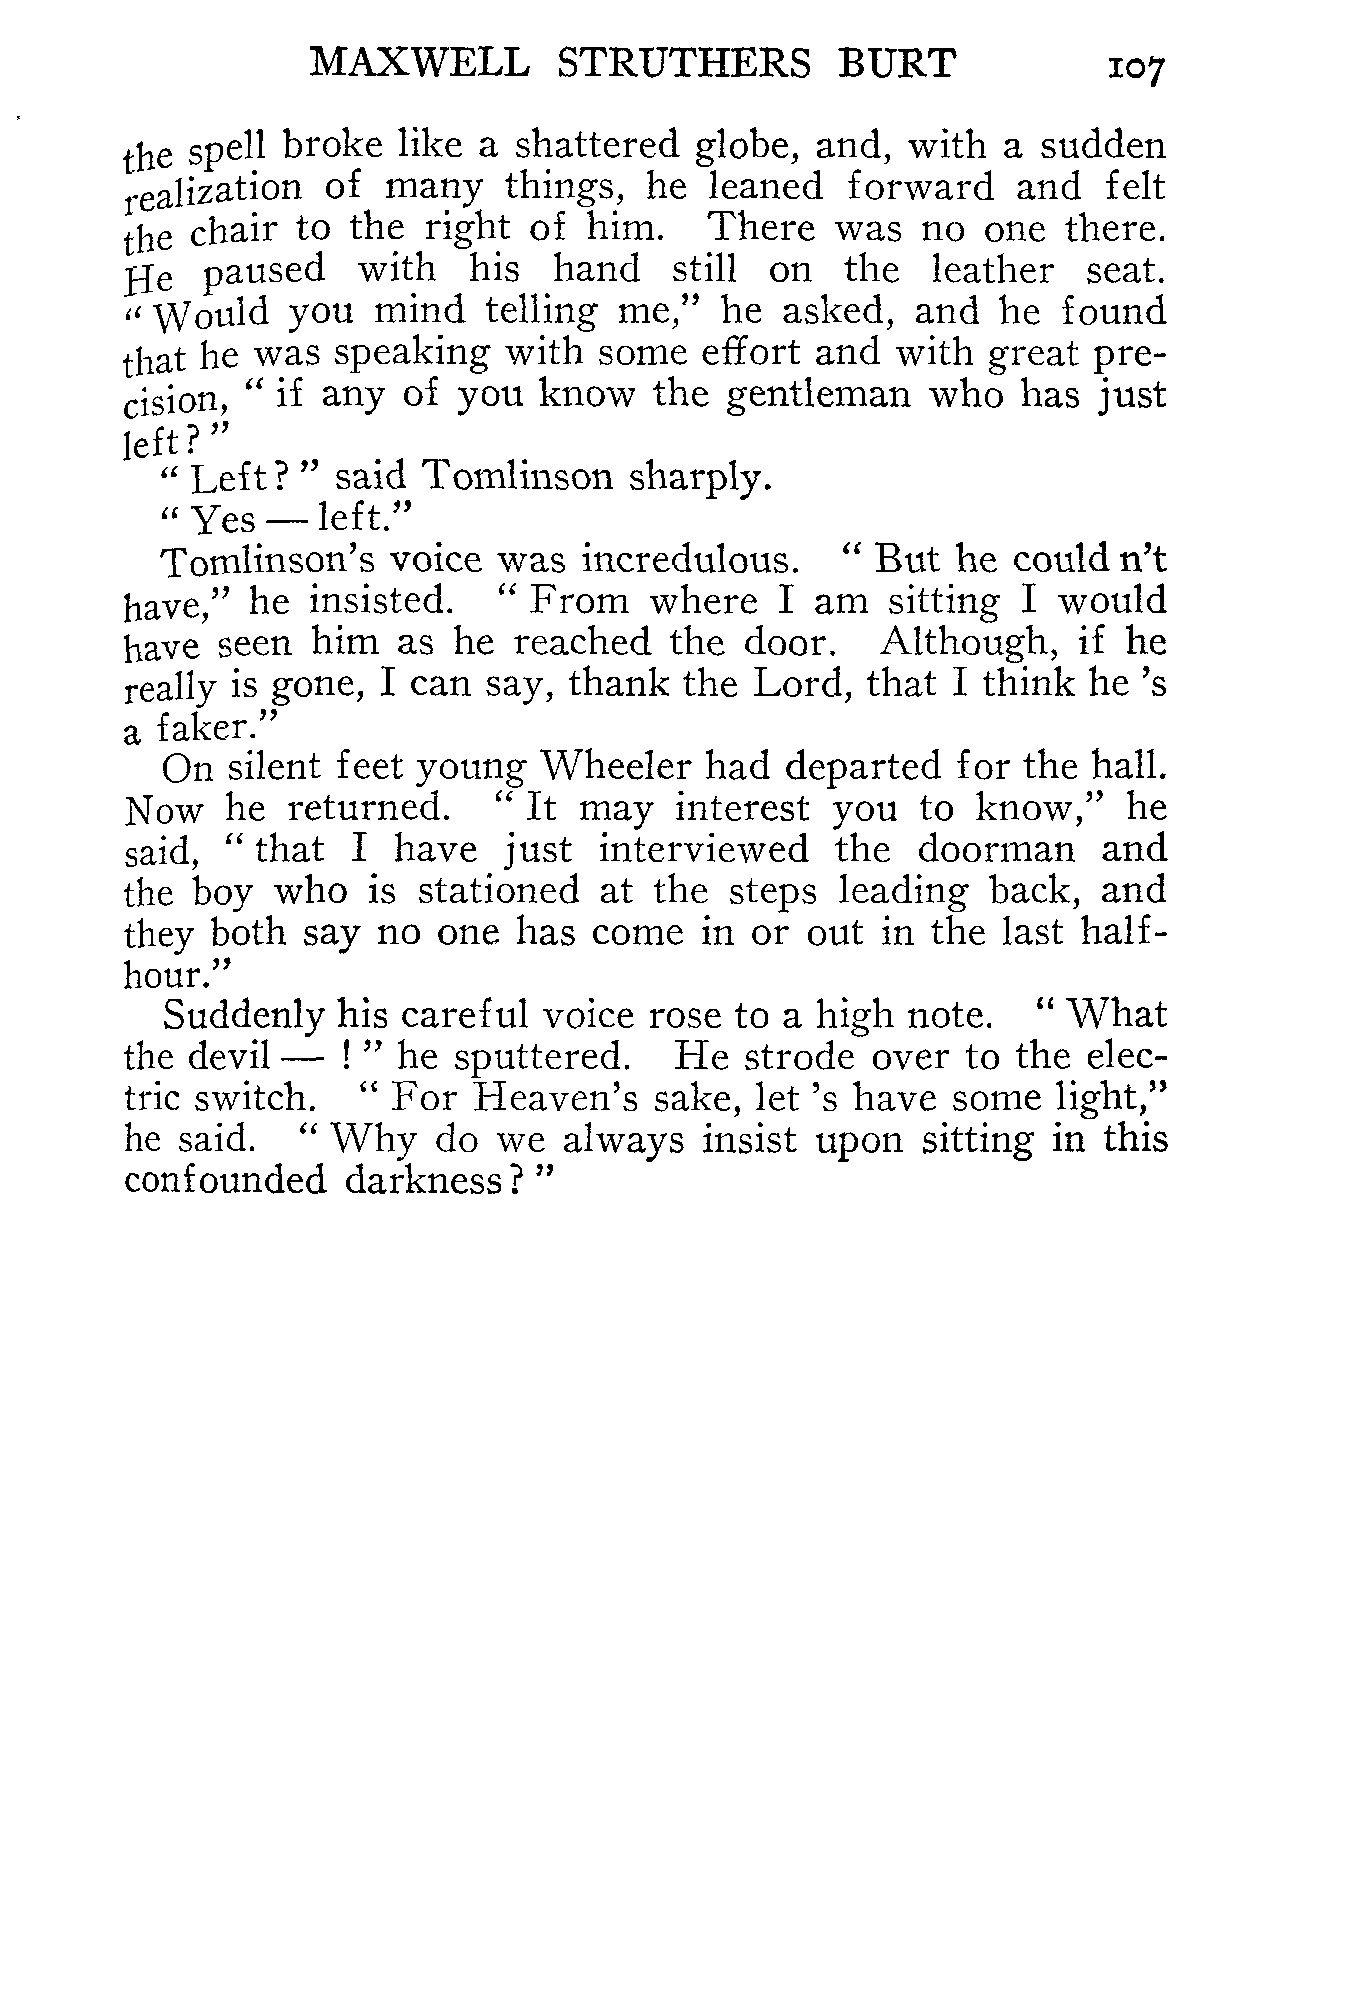 MAXWELL STRUTHERS BURT 107
the spell broke like a shattered globe, and, with a sudden
realization of many things, he leaned forward and felt
the chair to the right of him. There was no one there.
He paused with his hand still on the leather seat.
“ Would you mind telling me,” he asked, and he found
that he was speaking with some effort and with great pre-
cision, “ if any of you know the gentleman who has just
left? ”
“ Left? ” said Tomlinson sharply.
“ Yes — left.”
Tomlinson's voice was incredulous. “ But he could n't
have,” he insisted. “ From where I am sitting I would
have seen him as he reached the door. Although, if he
really is gone, I can say, thank the Lord, that I think he 's
a faker.”
On silent feet young Wheeler had departed for the hall.
Now he returned. “ It may interest you to know,” he
said, “ that I have just interviewed the doorman and
the boy who is stationed at the steps leading back, and
they both say no one has come in or out in the last half-
hour.”
Suddenly his careful voice rose to a high note. “ What
the devil — ! ” he sputtered. He strode over to the elec-
tric switch. “ For Heaven's sake, let 's have some light,”
he said. “ Why do we always insist upon sitting in this
confounded darkness? ”